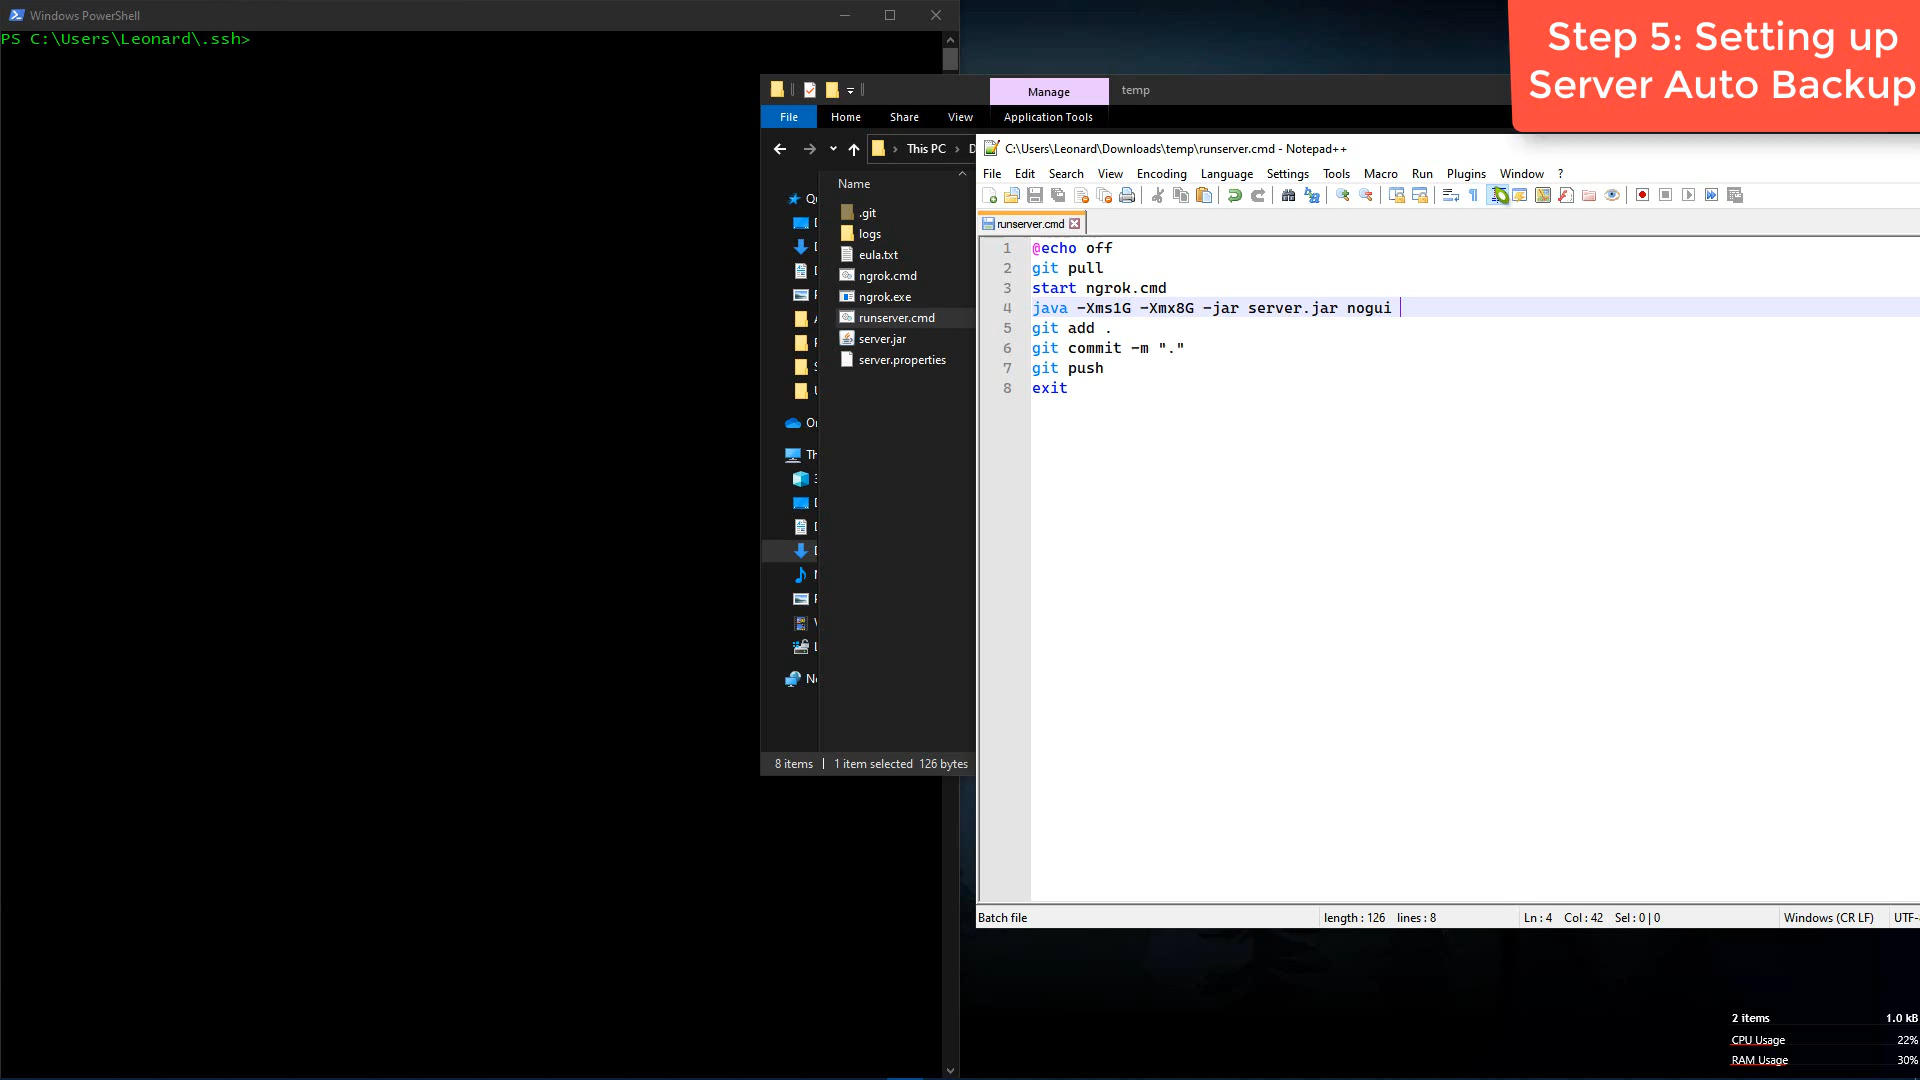 Windows PowerShell
PS C:\Users\Leonard\.ssh>
Step 5: Setting up
Server Auto Backup
Manage
temp
File
Home
Share
View
Application Tools
This PC
Name
.git
logs
eula.txt
ngrok.cmd
ngrok.exe
runserver.cmd
server.jar
server.properties
8 items
1 item selected
126 bytes
C:\Users\Leonard\Downloads\temp\runserver.cmd - Notepad++
File Edit Search View Encoding Language Settings Tools Macro Run Plugins Window ?
runserver.cmd
1 @echo off
2 git pull
3 start ngrok.cmd
4 java -Xms1G -Xmx8G -jar server.jar nogui
5 git add .
6 git commit -m "."
7 git push
8 exit
Batch file
length : 126 lines : 8
Ln : 4 Col : 42 Sel : 0 | 0
Windows (CR LF)
UTF-
2 items 1.0 kB
CPU Usage 22%
RAM Usage 30%